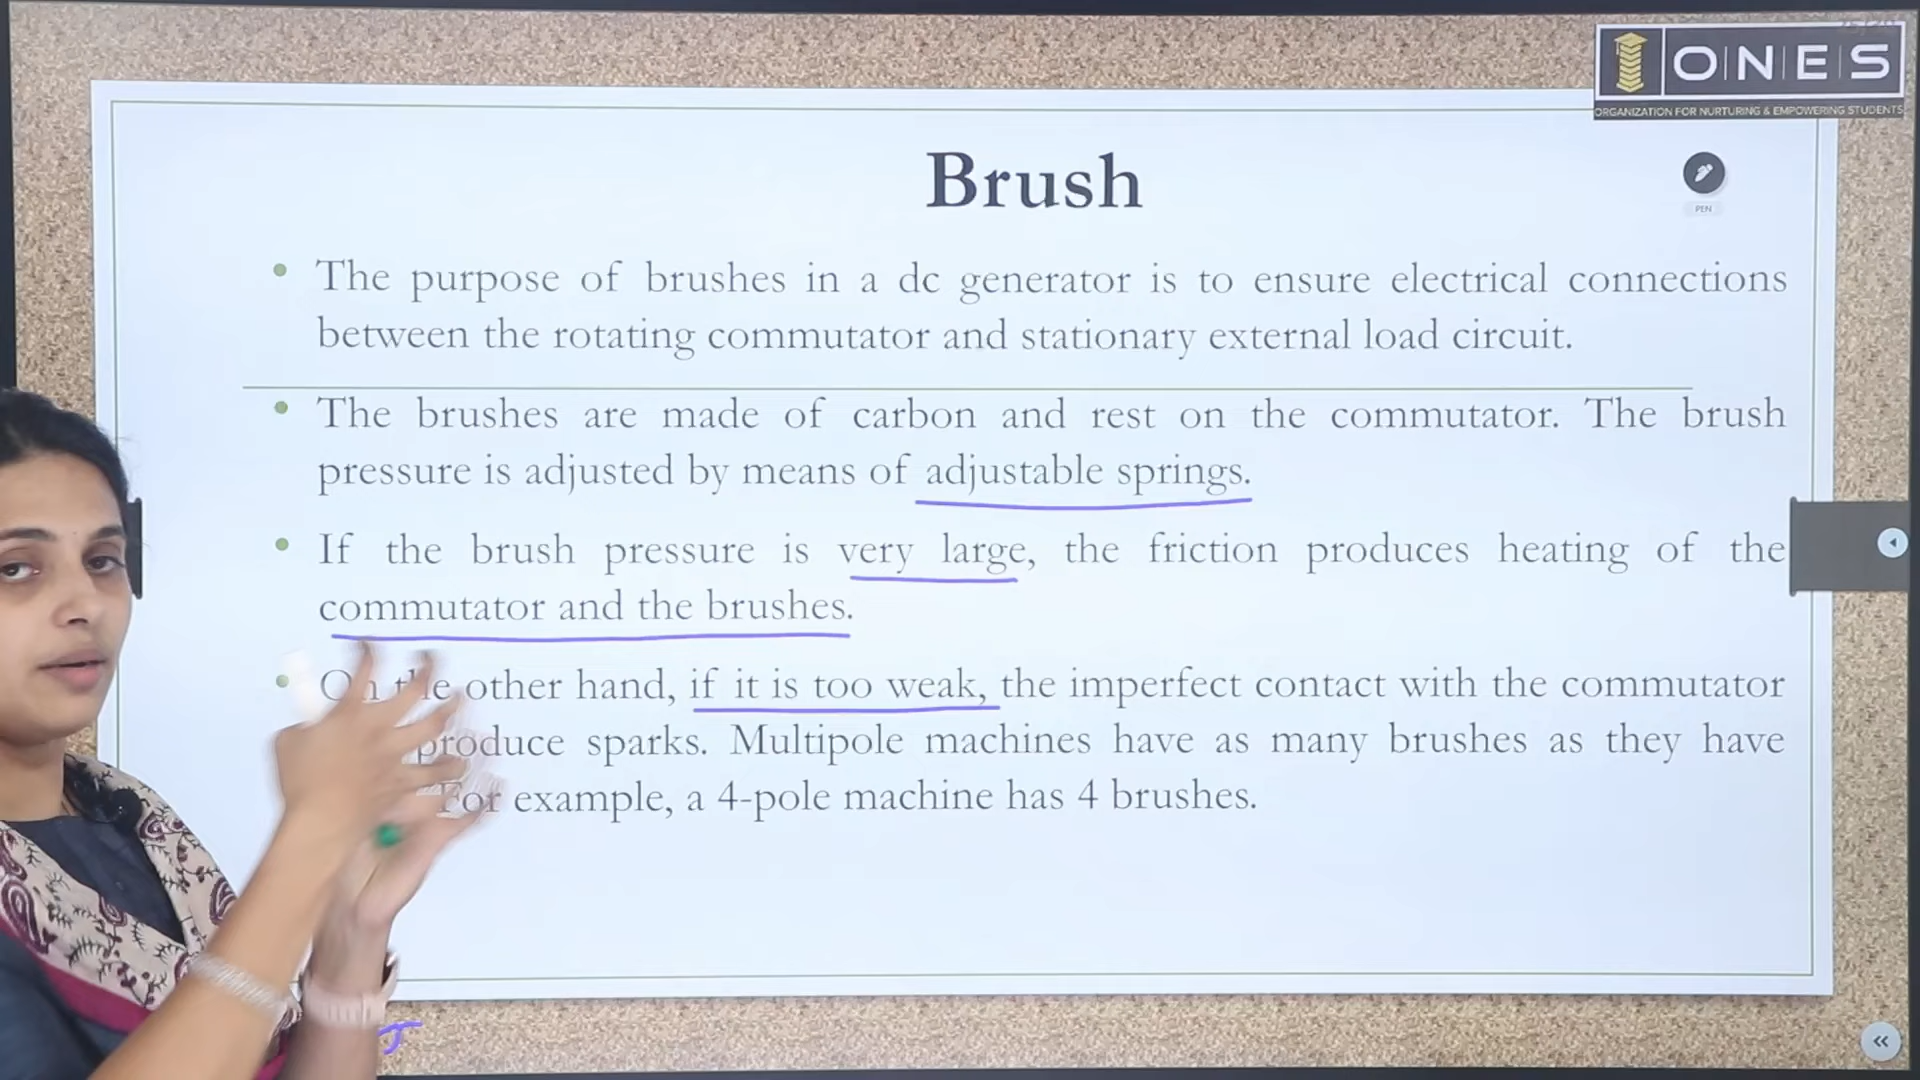 O|N|E|S
ORGANIZATION FOR NURTURING & EMPOWERING STUDENTS
Brush
PEN
• The purpose of brushes in a dc generator is to ensure electrical connections
between the rotating commutator and stationary external load circuit.
• The brushes are made of carbon and rest on the commutator. The brush
pressure is adjusted by means of adjustable springs.
• If the brush pressure is very large, the friction produces heating of the
commutator and the brushes.
• On the other hand, if it is too weak, the imperfect contact with the commutator
produce sparks. Multipole machines have as many brushes as they have
For example, a 4-pole machine has 4 brushes.